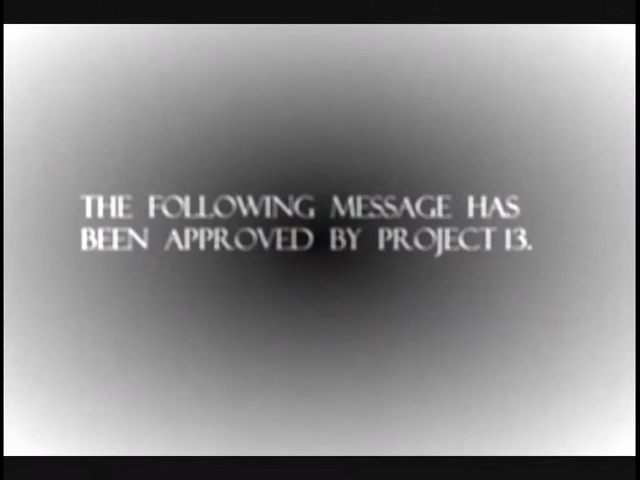 THE FOLLOWING MESSAGE HAS
BEEN APPROVED BY PROJECT 13.